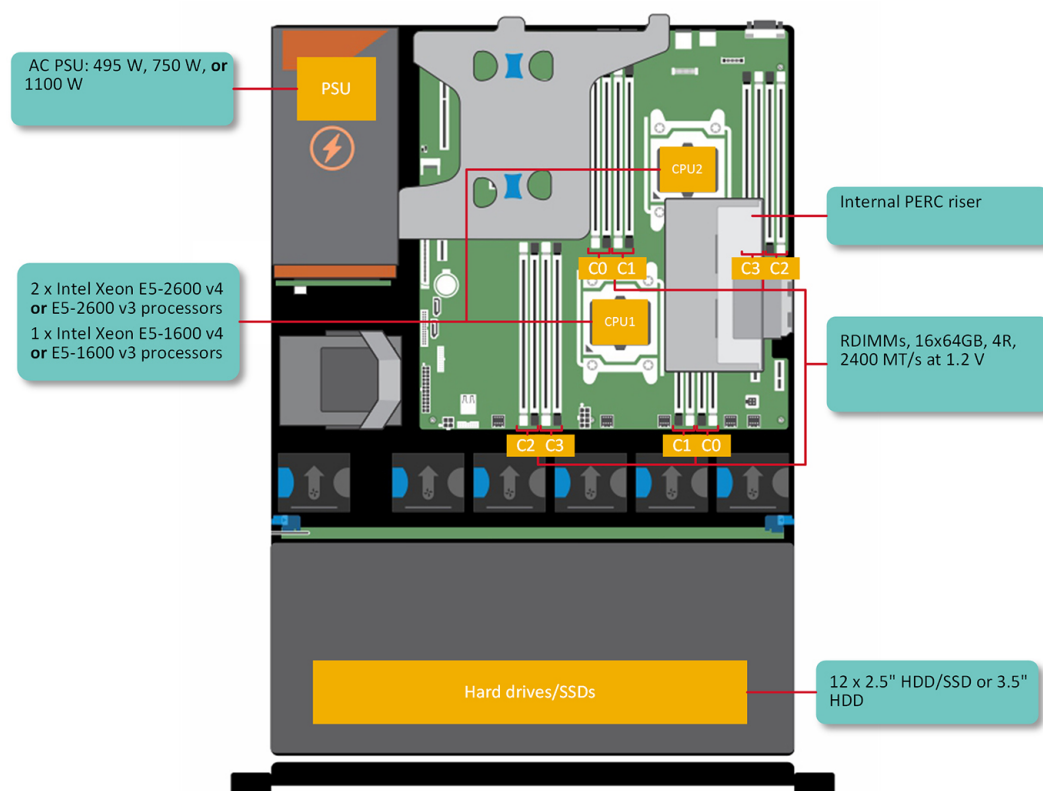 AC PSU: 495 W, 750 W, or
1100 W
PSU
CPU2
Internal PERC riser
C0
C1
C3
C2
2 x Intel Xeon E5-2600 v4
or E5-2600 v3 processors
1 x Intel Xeon E5-1600 v4
or E5-1600 v3 processors
CPU1
RDIMMs, 16x64GB, 4R,
2400 MT/s at 1.2 V
C2
C3
C1
C0
Hard drives/SSDs
12 x 2.5" HDD/SSD or 3.5"
HDD